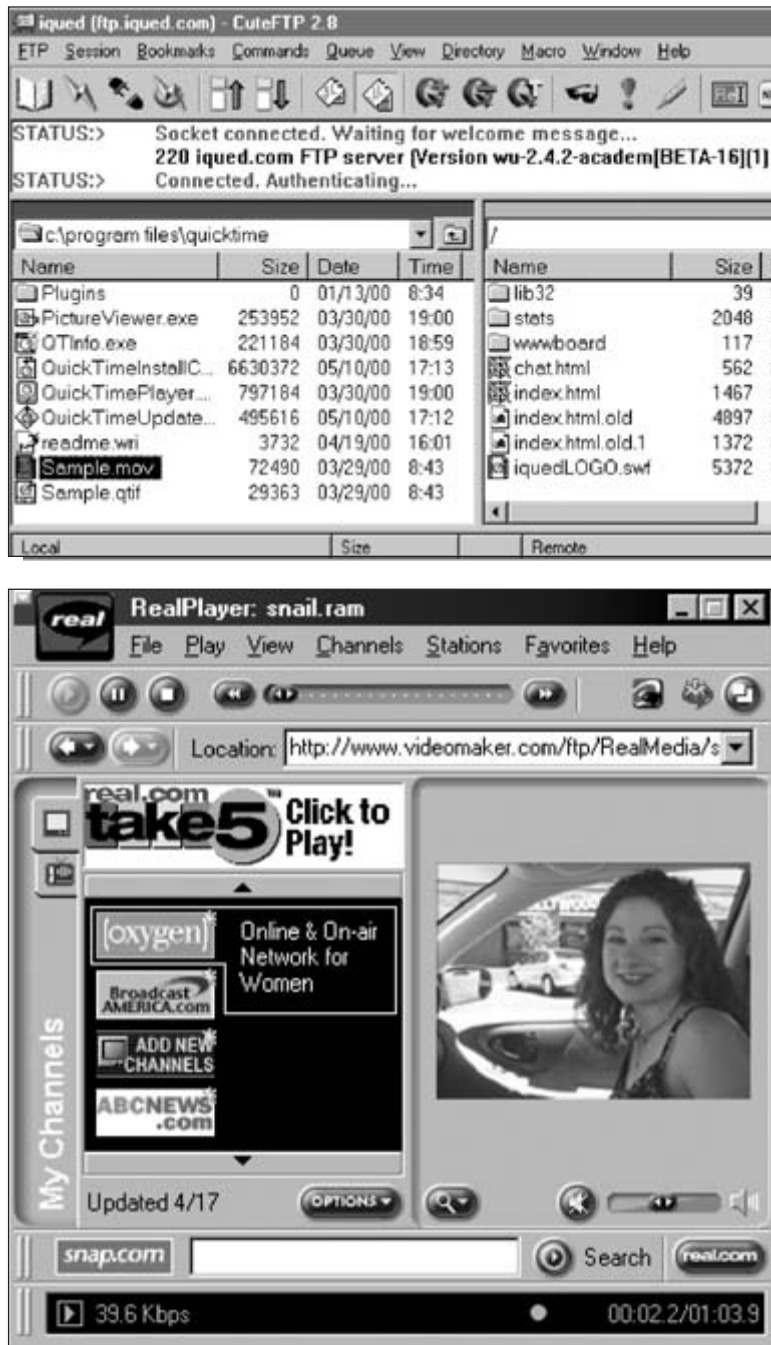 iqued (ftp.iqued.com) - CuteFTP 2.8
FTP Session Bookmarks Commands Queue View Directory Macro Window Help
STATUS:> Socket connected. Waiting for welcome message...
220 iqued.com FTP server (Version wu-2.4.2-academ[BETA-16](1)
STATUS:> Connected. Authenticating...
c:\program files\quicktime
/
Name Size Date Time
Plugins 0 01/13/00 8:34
PictureViewer.exe 253952 03/30/00 19:00
QTInfo.exe 221184 03/30/00 18:59
QuickTimeInstallC... 6630372 05/10/00 17:13
QuickTimePlayer.... 797184 03/30/00 19:00
QuickTimeUpdate... 495616 05/10/00 17:12
readme.wri 3732 04/19/00 16:01
Sample.mov 72490 03/29/00 8:43
Sample.qtif 29363 03/29/00 8:43
Name Size
lib32 39
stats 2048
wwwboard 117
chat.html 562
index.html 1467
index.html.old 4897
index.html.old.1 1372
iquedLOGO.swf 5372
Local Size Remote
real
RealPlayer: snail.ram
File Play View Channels Stations Favorites Help
Location: http://www.videomaker.com/ftp/RealMedia/s
real.com
take5™
Click to
Play!
My Channels
(oxygen)
Online & On-air
Network for
Women
Broadcast
AMERICA.com
ADD NEW
CHANNELS
ABCNEWS
.com
Updated 4/17
OPTIONS
snap.com
Search
real.com
39.6 Kbps
00:02.2/01:03.9